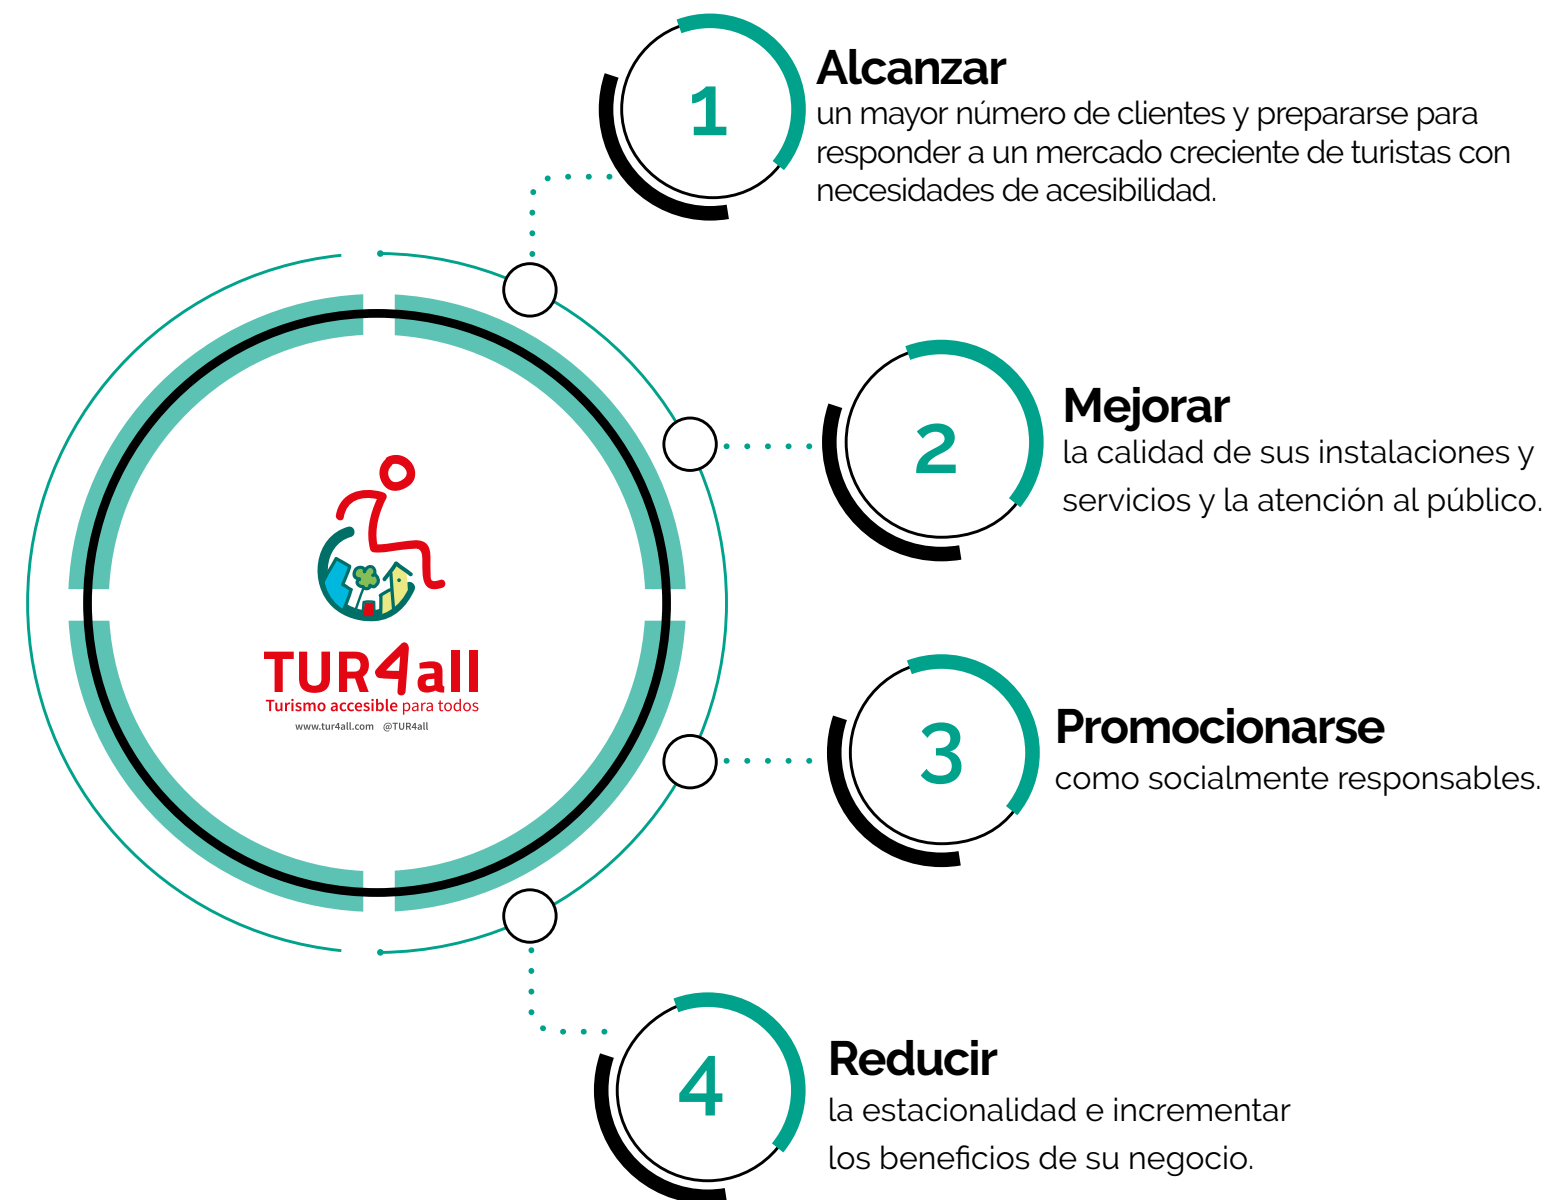 1
Alcanzar
un mayor número de clientes y prepararse para
responder a un mercado creciente de turistas con
necesidades de acesibilidad.
2
Mejorar
la calidad de sus instalaciones y
servicios y la atención al público.
TUR4all
Turismo accesible para todos
www.tur4all.com @TUR4all
3
Promocionarse
como socialmente responsables.
4
Reducir
la estacionalidad e incrementar
los beneficios de su negocio.